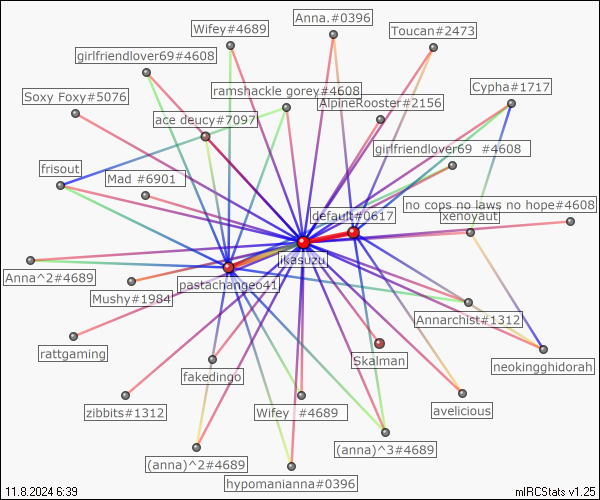 Anna.#0396
Wifey#4689
Toucan#2473
girlfriendlover69#4608
Cypha#1717
ramshackle gorey#4608
Soxy Foxy#5076
AlpineRooster#2156
ace deucy#7097
girlfriendlover69 #4608
frisout
Mad #6901
no cops no laws no hope#4608
default#0617
xenoyaut
ikasuzu
Anna^2#4689
pastachangeo41
Mushy#1984
Annarchist#1312
rattgaming
Skalman
neokingghidorah
fakedingo
zibbits#1312
Wifey #4689
avelicious
(anna)^3#4689
(anna)^2#4689
hypomanianna#0396
11.8.2024 6:39
mIRCStats v1.25